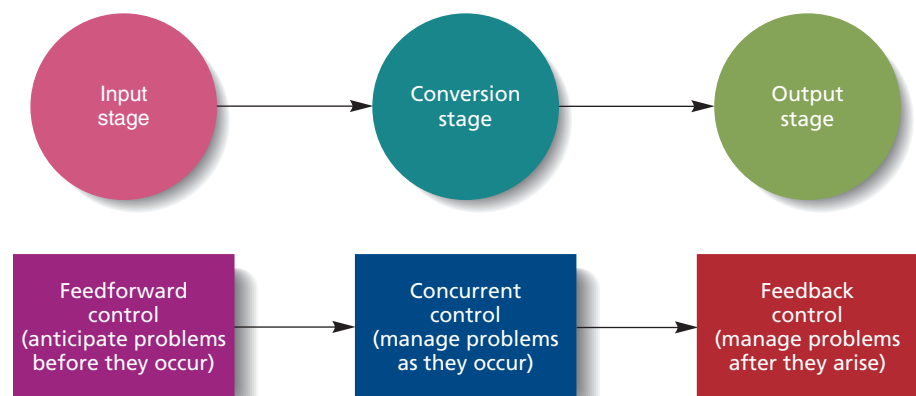 Input
stage
Conversion
stage
Output
stage
Feedforward
control
(anticipate problems
before they occur)
Concurrent
control
(manage problems
as they occur)
Feedback
control
(manage problems
after they arise)